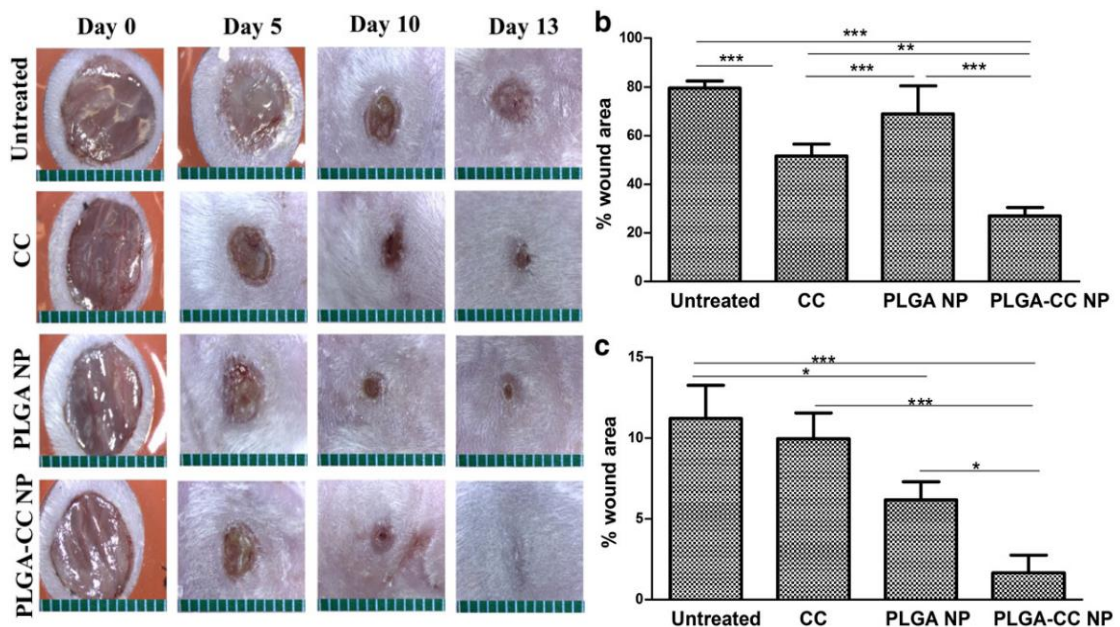 Day 0 Day 5 Day 10 Day 13
Untreated
CC
PLGA NP
PLGA-CC NP
b
% wound area
100
80
60
40
20
0
***
**
*** *** ***
Untreated CC PLGA NP PLGA-CC NP
c
% wound area
15
10
5
0
***
*
***
*
Untreated CC PLGA NP PLGA-CC NP